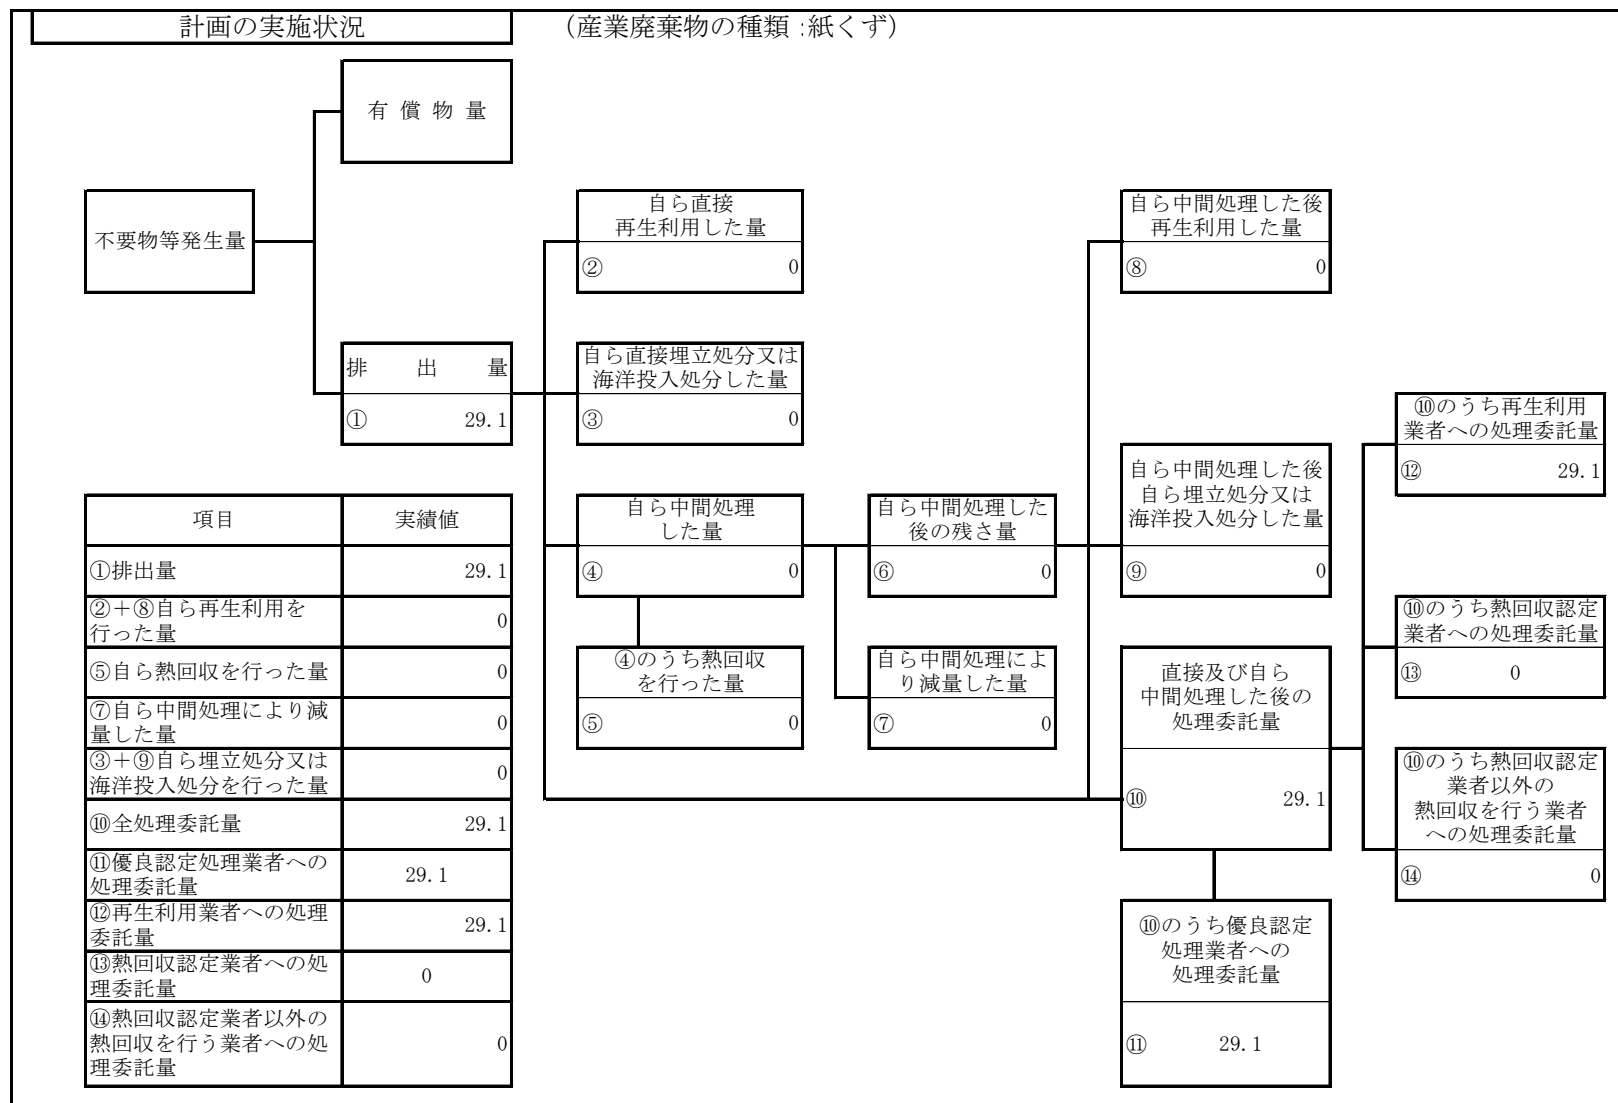 計画の実施状況
（産業廃棄物の種類：紙くず）
有償物量
不要物等発生量
自ら直接
再生利用した量
② 0
自ら中間処理した後
再生利用した量
⑧ 0
排出量
① 29.1
自ら直接埋立処分又は
海洋投入処分した量
③ 0
⑩のうち再生利用
業者への処理委託量
⑫ 29.1
自ら中間処理した後
自ら埋立処分又は
海洋投入処分した量
⑨ 0
自ら中間処理
した量
④ 0
自ら中間処理した
後の残さ量
⑥ 0
⑩のうち熱回収認定
業者への処理委託量
⑬ 0
④のうち熱回収
を行った量
⑤ 0
自ら中間処理によ
り減量した量
⑦ 0
直接及び自ら
中間処理した後の
処理委託量
⑩ 29.1
⑩のうち熱回収認定
業者以外の
熱回収を行う業者
への処理委託量
⑭ 0
⑩のうち優良認定
処理業者への
処理委託量
⑪ 29.1
項目 実績値
①排出量 29.1
②＋⑧自ら再生利用を
行った量 0
⑤自ら熱回収を行った量 0
⑦自ら中間処理により減
量した量 0
③＋⑨自ら埋立処分又は
海洋投入処分を行った量 0
⑩全処理委託量 29.1
⑪優良認定処理業者への
処理委託量 29.1
⑫再生利用業者への処理
委託量 29.1
⑬熱回収認定業者への処
理委託量 0
⑭熱回収認定業者以外の
熱回収を行う業者への処
理委託量 0